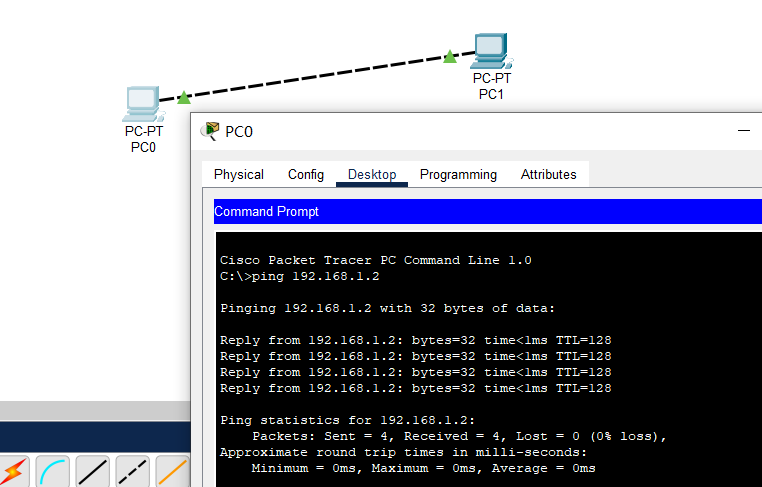 PC-PT
PC1
PC-PT
PC0
PC0
Physical Config Desktop Programming Attributes
Command Prompt
Cisco Packet Tracer PC Command Line 1.0
C:\>ping 192.168.1.2
Pinging 192.168.1.2 with 32 bytes of data:
Reply from 192.168.1.2: bytes=32 time<1ms TTL=128
Reply from 192.168.1.2: bytes=32 time<1ms TTL=128
Reply from 192.168.1.2: bytes=32 time<1ms TTL=128
Reply from 192.168.1.2: bytes=32 time<1ms TTL=128
Ping statistics for 192.168.1.2:
Packets: Sent = 4, Received = 4, Lost = 0 (0% loss),
Approximate round trip times in milli-seconds:
Minimum = 0ms, Maximum = 0ms, Average = 0ms